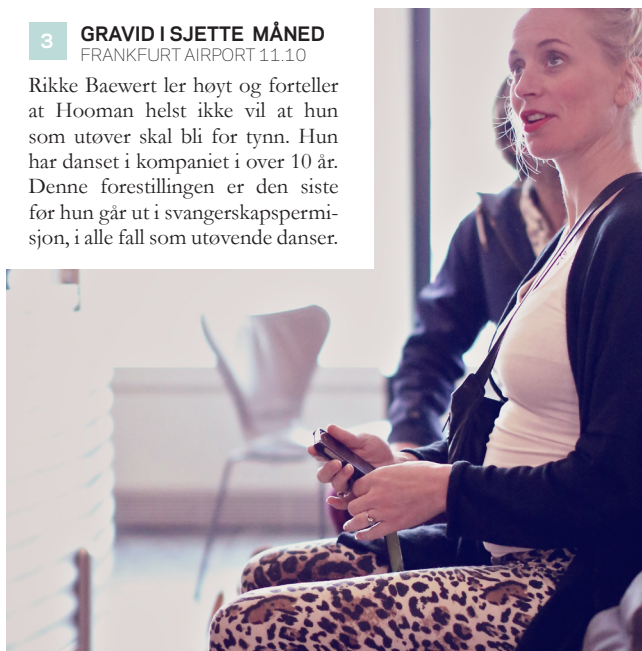 3
GRAVID I SJETTE MÅNED
FRANKFURT AIRPORT 11.10
Rikke Baewert ler høyt og forteller
at Hooman helst ikke vil at hun
som utøver skal bli for tynn. Hun
har danset i kompaniet i over 10 år.
Denne forestillingen er den siste
før hun går ut i svangerskapspermi-
sjon, i alle fall som utøvende danser.